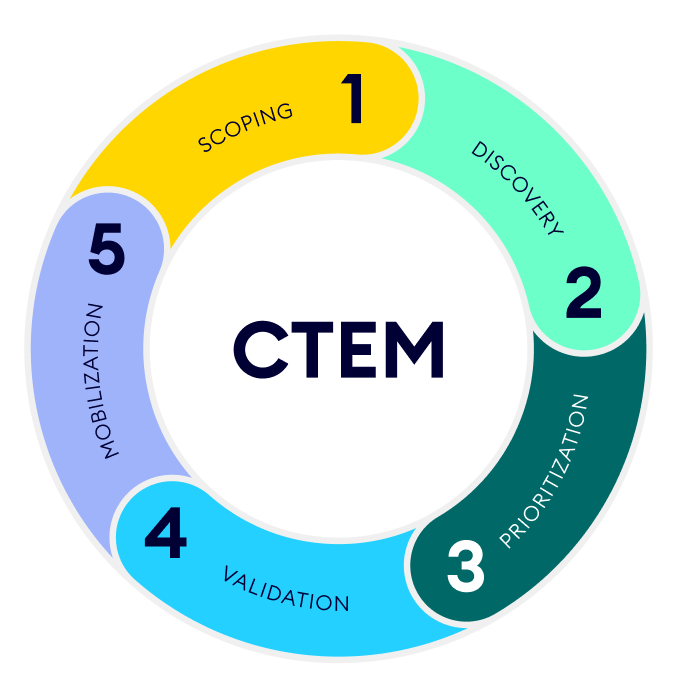 CTEM
1
SCOPING
2
DISCOVERY
3
PRIORITIZATION
4
VALIDATION
5
MOBILIZATION